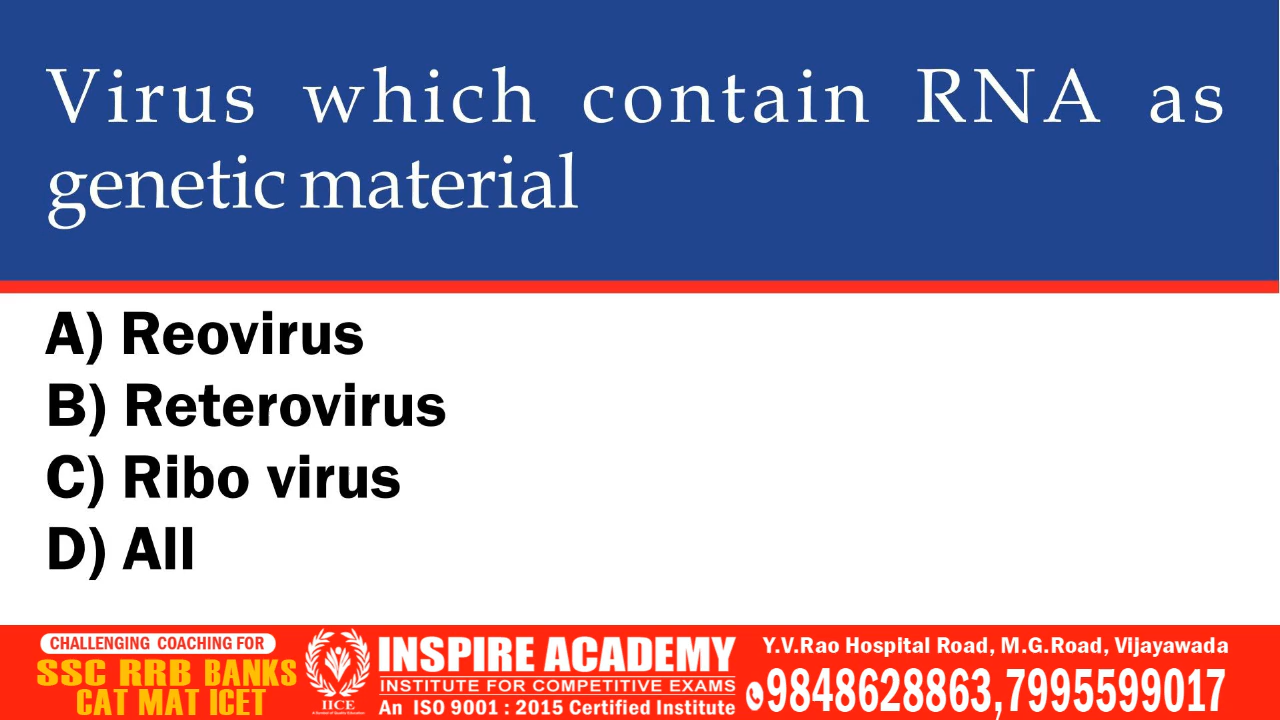 Virus which contain RNA as
genetic material
A) Reovirus
B) Reterovirus
C) Ribo virus
D) All
CHALLENGING COACHING FOR
SSC RRB BANKS
CAT MAT ICET
IICE
INSPIRE ACADEMY
INSTITUTE FOR COMPETITIVE EXAMS
An ISO 9001 : 2015 Certified Institute
Y.V.Rao Hospital Road, M.G.Road, Vijayawada
9848628863,7995599017